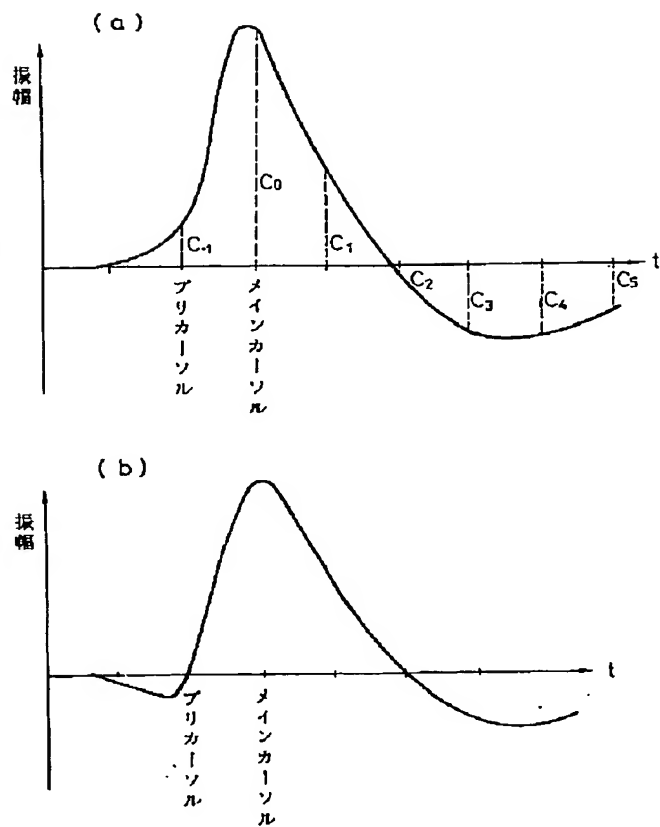 (a)
振幅
C₋₁
C₀
C₁
C₂
C₃
C₄
C₅
t
プリカーソル
メインカーソル
(b)
振幅
t
プリカーソル
メインカーソル